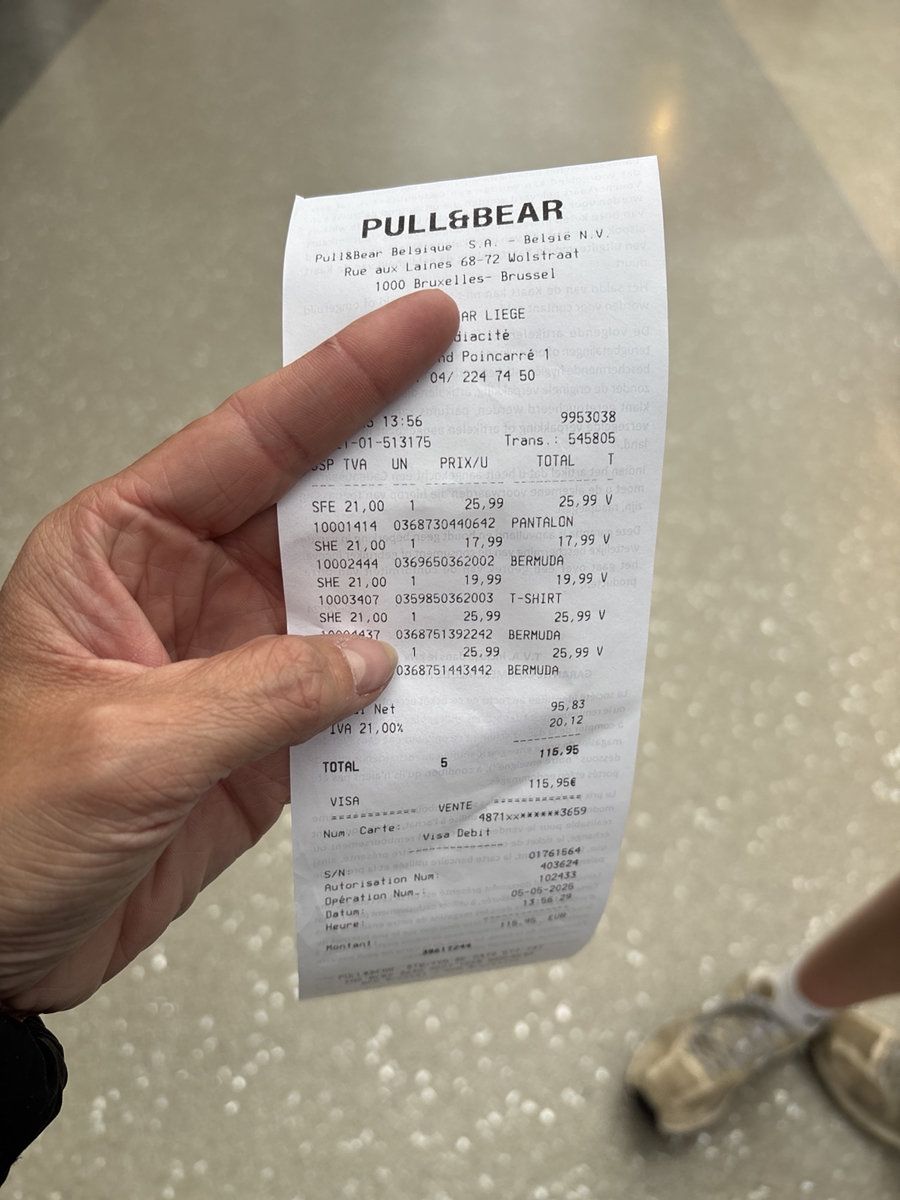 PULL&BEAR
Pull&Bear Belgique S.A. - België N.V.
Rue aux Laines 68-72 Wolstraat
1000 Bruxelles- Brussel
AR LIEGE
diacité
nd Poincarré 1
04/ 224 74 50
13:56 9953038
-01-513175 Trans.: 545805
SP TVA UN PRIX/U TOTAL T
SFE 21,00 1 25,99 25,99 V
10001414 0368730440642 PANTALON
SHE 21,00 1 17,99 17,99 V
10002444 0369650362002 BERMUDA
SHE 21,00 1 19,99 19,99 V
10003407 0359850362003 T-SHIRT
SHE 21,00 1 25,99 25,99 V
10004437 0368751392242 BERMUDA
1 25,99 25,99 V
0368751443442 BERMUDA
Net 95,83
IVA 21,00% 20,12
TOTAL 5 115,95
115,95€
VISA
========== VENTE ==========
Num. Carte: 4871xx******3659
Visa Debit
S/N: 01761564
Autorisation Num: 403624
Opération Num.: 102433
Datum: 05-05-2025
Heure: 13:56:29
Montant: 115,95 EUR